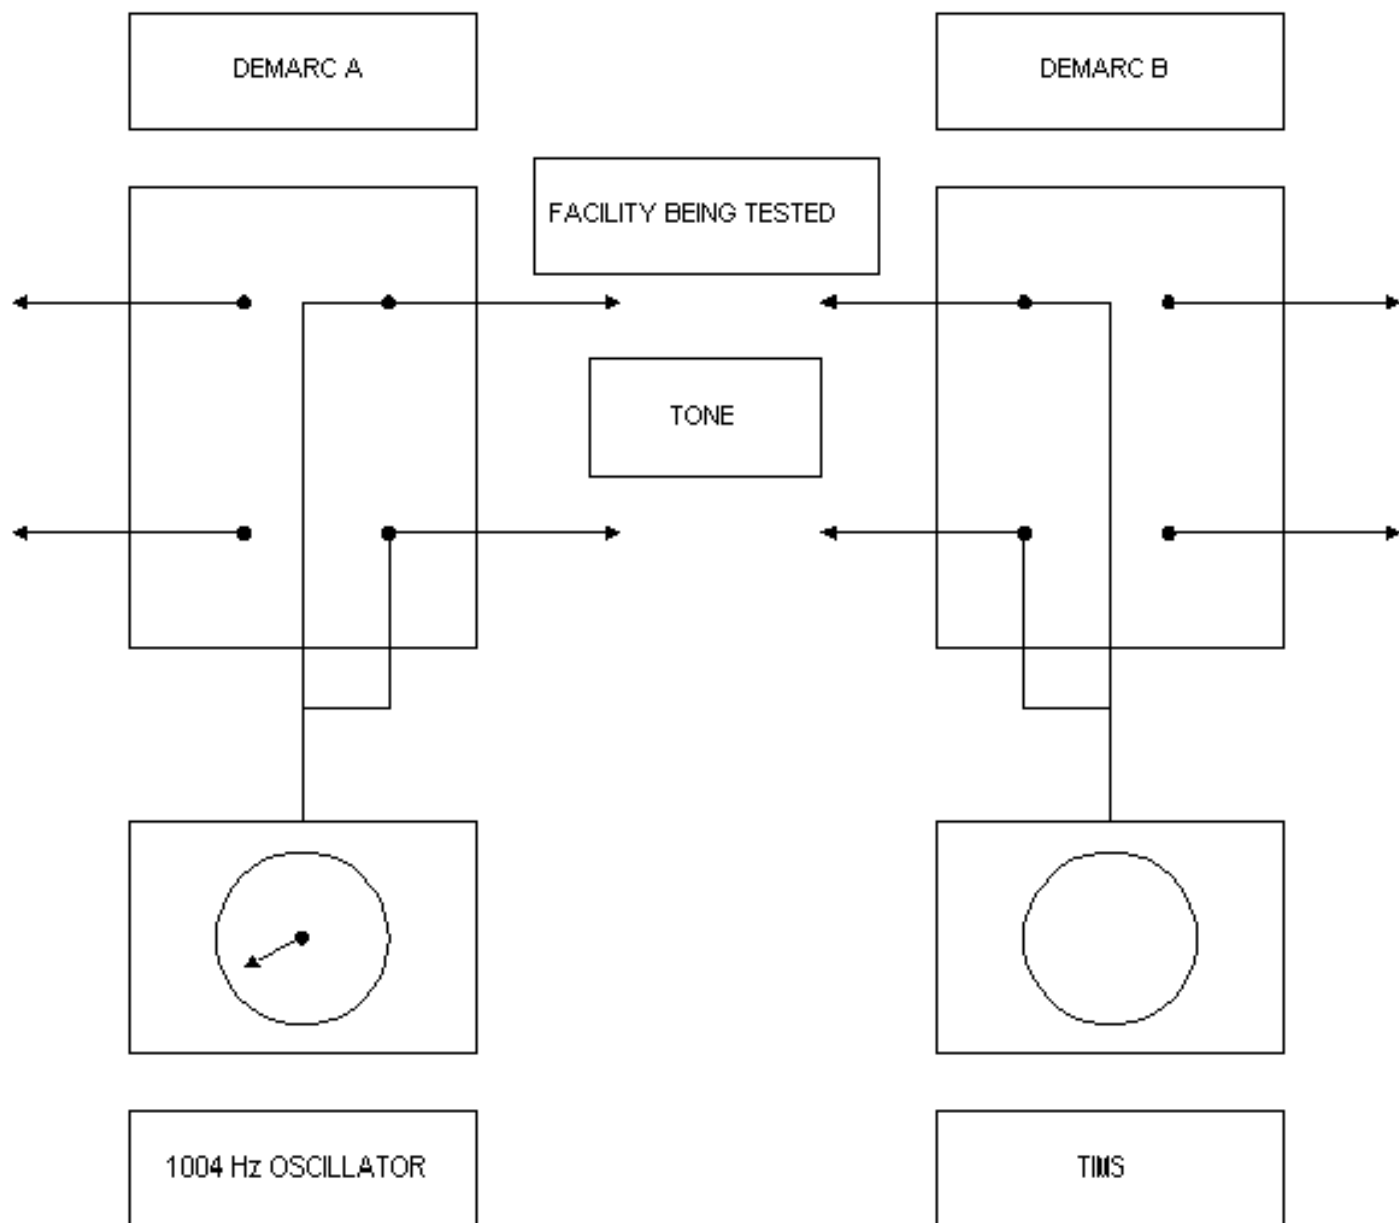 DEMARC A
DEMARC B
FACILITY BEING TESTED
TONE
1004 Hz OSCILLATOR
TIMS